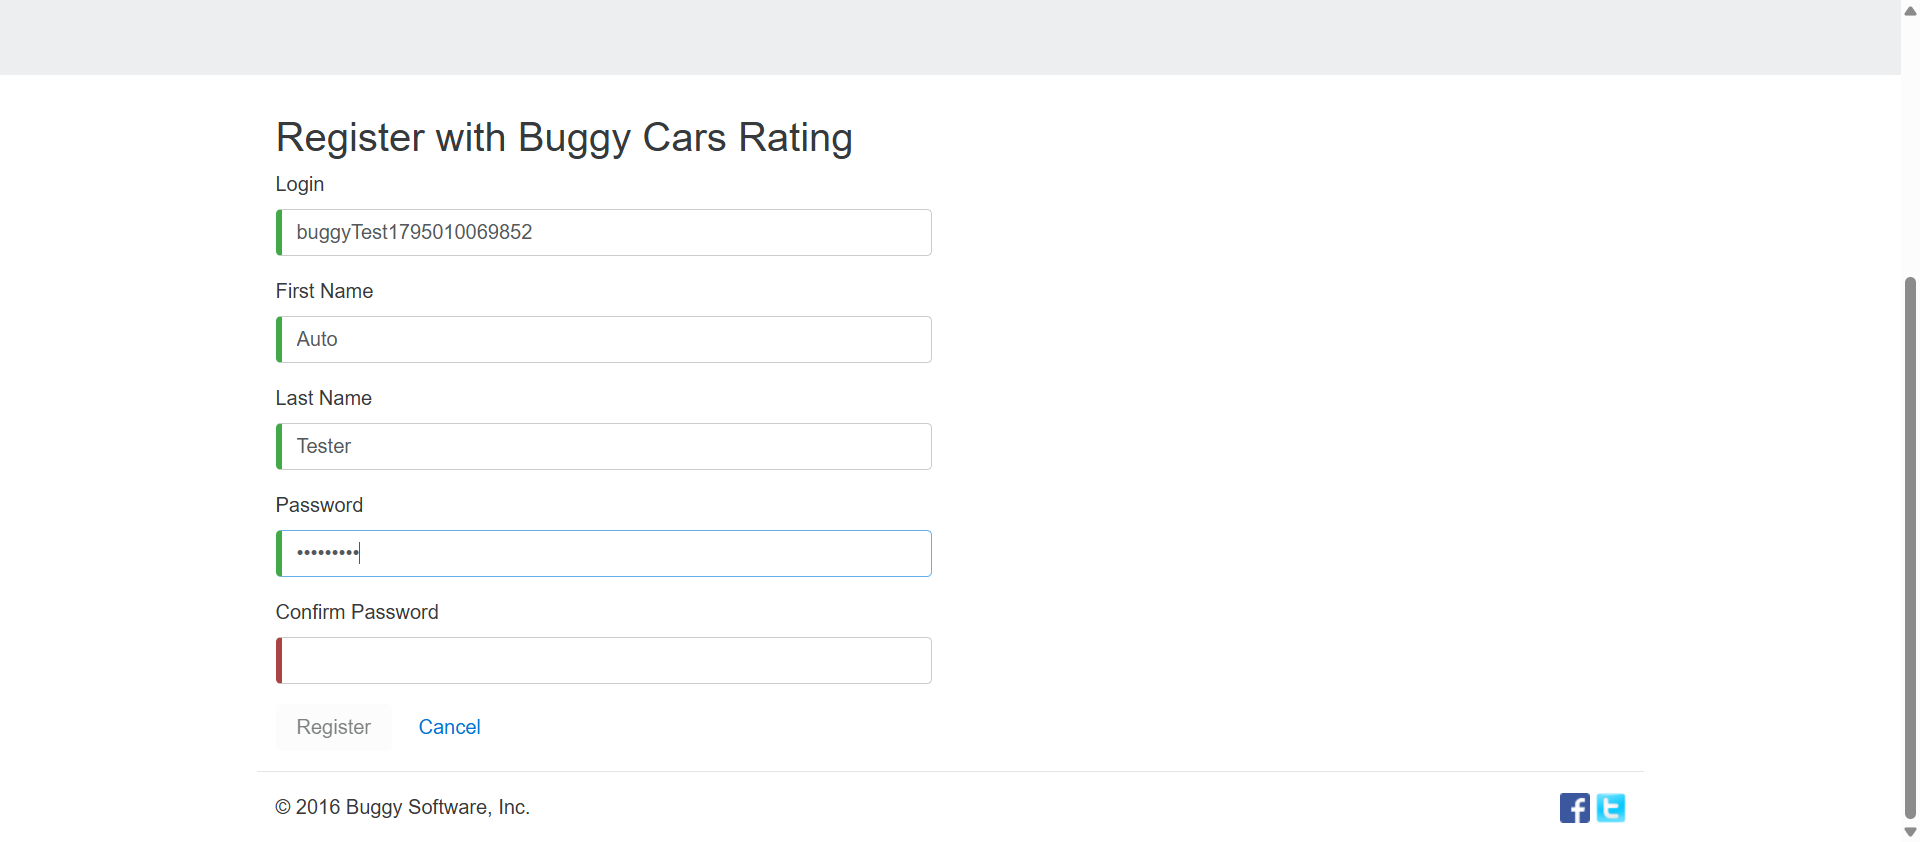 Register with Buggy Cars Rating
Login
buggyTest1795010069852
First Name
Auto
Last Name
Tester
Password
•••••••••
Confirm Password
Register Cancel
© 2016 Buggy Software, Inc.